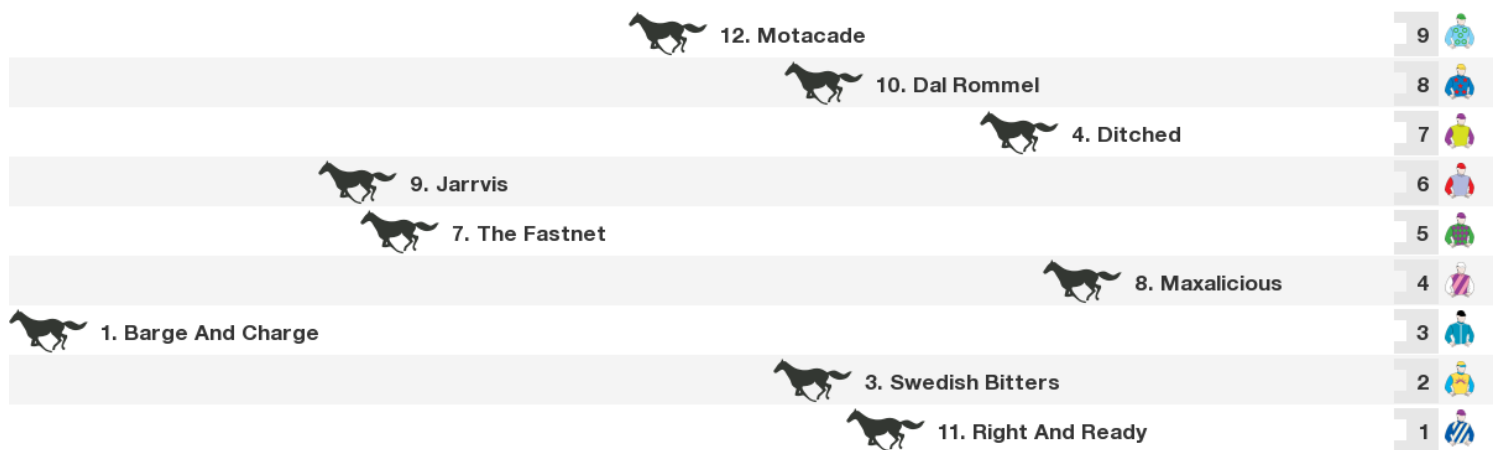 12. Motacade 9
10. Dal Rommel 8
4. Ditched 7
9. Jarrvis 6
7. The Fastnet 5
8. Maxalicious 4
1. Barge And Charge 3
3. Swedish Bitters 2
11. Right And Ready 1